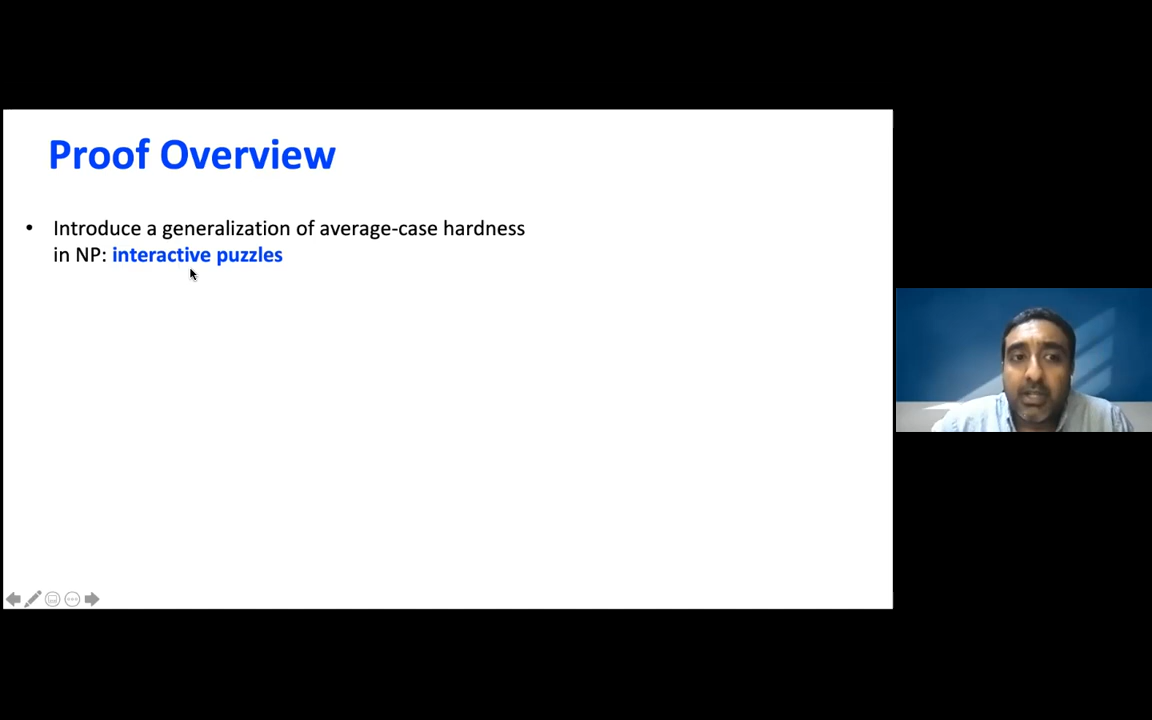 Proof Overview
• Introduce a generalization of average-case hardness
in NP: interactive puzzles